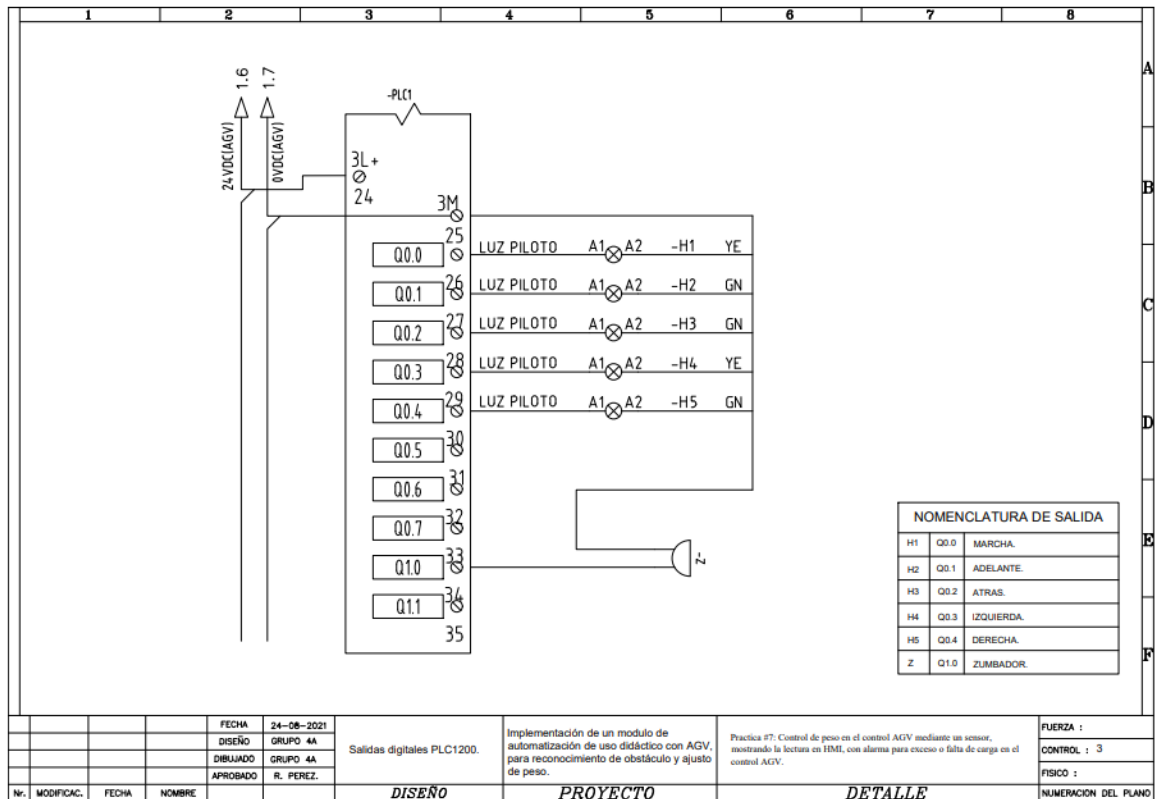 1 2 3 4 5 6 7 8
A
B
C
D
E
F
1.6 1.7
24VDC(AGV) 0VDC(AGV)
-PLC1
3L+
24
3M
25
Q0.0 LUZ PILOTO A1 A2 -H1 YE
26
Q0.1 LUZ PILOTO A1 A2 -H2 GN
27
Q0.2 LUZ PILOTO A1 A2 -H3 GN
28
Q0.3 LUZ PILOTO A1 A2 -H4 YE
29
Q0.4 LUZ PILOTO A1 A2 -H5 GN
30
Q0.5
31
Q0.6
32
Q0.7
33
Q1.0
Z-
34
Q1.1
35
NOMENCLATURA DE SALIDA
H1 Q0.0 MARCHA.
H2 Q0.1 ADELANTE.
H3 Q0.2 ATRAS.
H4 Q0.3 IZQUIERDA.
H5 Q0.4 DERECHA.
Z Q1.0 ZUMBADOR.
FECHA 24-08-2021
DISEÑO GRUPO 4A
DIBUJADO GRUPO 4A
APROBADO R. PEREZ.
Nr. MODIFICAC. FECHA NOMBRE
Salidas digitales PLC1200.
DISEÑO
Implementación de un modulo de
automatización de uso didáctico con AGV,
para reconocimiento de obstáculo y ajusto
de peso.
PROYECTO
Practica #7: Control de peso en el control AGV mediante un sensor,
mostrando la lectura en HMI, con alarma para exceso o falta de carga en el
control AGV.
DETALLE
FUERZA :
CONTROL : 3
FISICO :
NUMERACION DEL PLANO